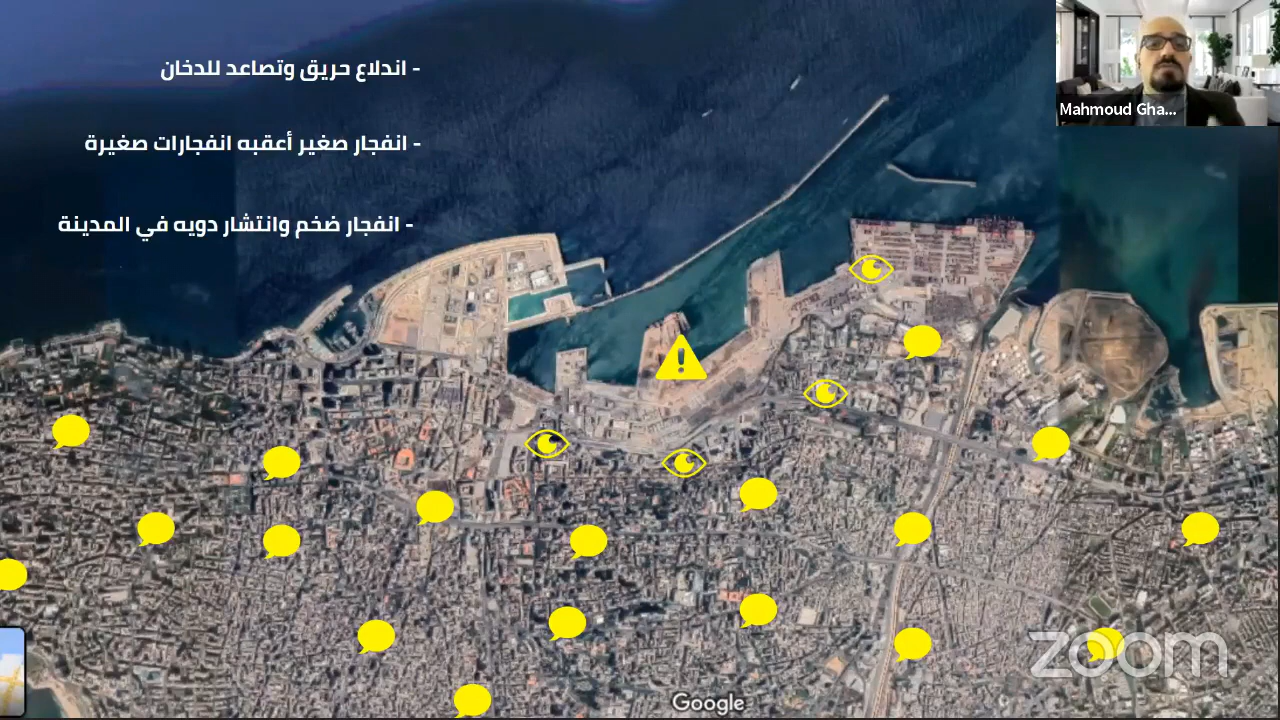 - اندلاع حريق وتصاعد للدخان
- انفجار صغير أعقبه انفجارات صغيرة
- انفجار ضخم وانتشار دويه في المدينة
Mahmoud Gha...
zoom
Google